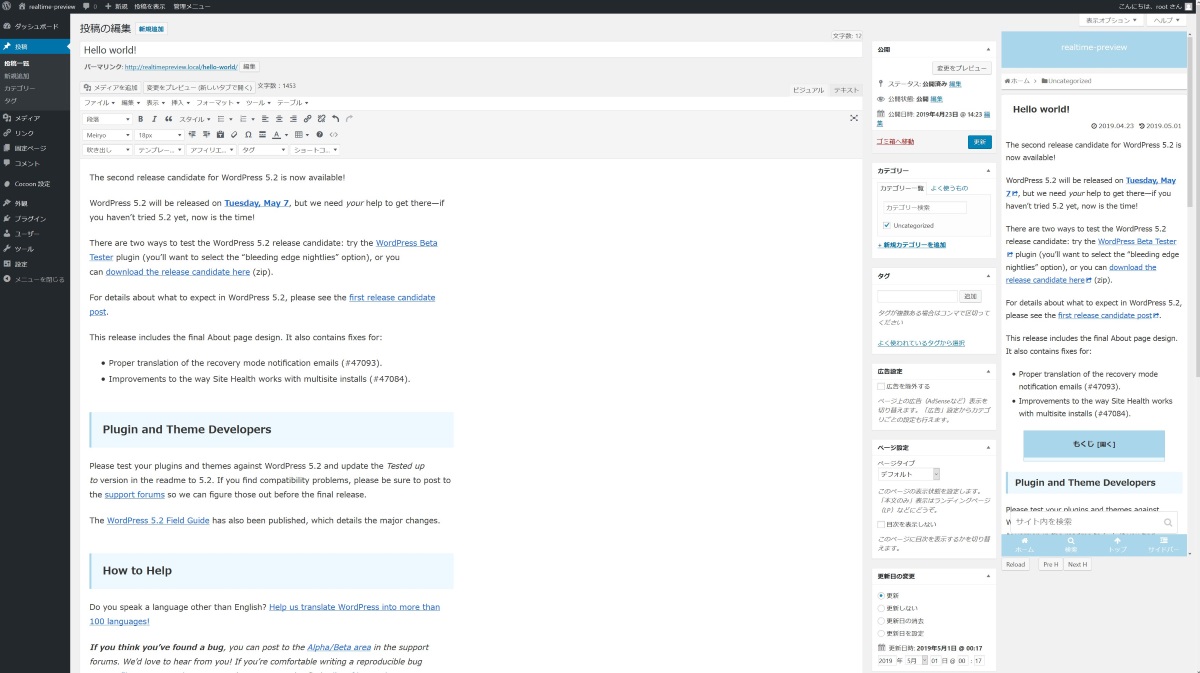 realtime-preview 0 新規 投稿を表示 管理メニュー
こんにちは、root さん
ダッシュボード
投稿
投稿一覧
新規追加
カテゴリー
タグ
メディア
リンク
固定ページ
コメント
Cocoon 設定
外観
プラグイン
ユーザー
ツール
設定
メニューを閉じる
表示オプション ヘルプ
投稿の編集 新規追加
文字数: 12
Hello world!
パーマリンク: http://realtimepreview.local/hello-world/ 編集
メディアを追加 変更をプレビュー (新しいタブで開く) 文字数：1453
ビジュアル テキスト
ファイル 編集 表示 挿入 フォーマット ツール テーブル
段落 B I スタイル
Meiryo 18px
吹き出し テンプレー... アフィリエ... タグ ショートコ...
The second release candidate for WordPress 5.2 is now available!
WordPress 5.2 will be released on Tuesday, May 7, but we need your help to get there—if
you haven’t tried 5.2 yet, now is the time!
There are two ways to test the WordPress 5.2 release candidate: try the WordPress Beta
Tester plugin (you’ll want to select the “bleeding edge nightlies” option), or you
can download the release candidate here (zip).
For details about what to expect in WordPress 5.2, please see the first release candidate
post.
This release includes the final About page design. It also contains fixes for:
• Proper translation of the recovery mode notification emails (#47093).
• Improvements to the way Site Health works with multisite installs (#47084).
Plugin and Theme Developers
Please test your plugins and themes against WordPress 5.2 and update the Tested up
to version in the readme to 5.2. If you find compatibility problems, please be sure to post to
the support forums so we can figure those out before the final release.
The WordPress 5.2 Field Guide has also been published, which details the major changes.
How to Help
Do you speak a language other than English? Help us translate WordPress into more than
100 languages!
If you think you’ve found a bug, you can post to the Alpha/Beta area in the support
forums. We’d love to hear from you! If you’re comfortable writing a reproducible bug
公開
変更をプレビュー
ステータス: 公開済み 編集
公開状態: 公開 編集
公開日時: 2019年4月23日 @ 14:23 編
集
ゴミ箱へ移動 更新
カテゴリー
カテゴリー一覧 よく使うもの
カテゴリー検索
Uncategorized
+ 新規カテゴリーを追加
タグ
追加
タグが複数ある場合はコンマで区切って
ください
よく使われているタグから選択
広告設定
広告を除外する
ページ上の広告（AdSenseなど）表示を
切り替えます。「広告」設定からカテゴ
リごとの設定も行えます。
ページ設定
ページタイプ
デフォルト
このページの表示状態を設定します。
「本文のみ」表示はランディングページ
（LP）などにどうぞ。
目次を表示しない
このページに目次を表示するかを切り替
えます。
更新日の変更
更新
更新しない
更新日の消去
更新日を設定
更新日時: 2019年5月1日 @ 00:17
2019 年 5月 01 日 @ 00 : 17
realtime-preview
ホーム Uncategorized
Hello world!
2019.04.23 2019.05.01
The second release candidate for WordPress 5.2 is
now available!
WordPress 5.2 will be released on Tuesday, May
7, but we need your help to get there—if you
haven’t tried 5.2 yet, now is the time!
There are two ways to test the WordPress 5.2
release candidate: try the WordPress Beta Tester
plugin (you’ll want to select the “bleeding edge
nightlies” option), or you can download the
release candidate here (zip).
For details about what to expect in WordPress 5.2,
please see the first release candidate post.
This release includes the final About page design.
It also contains fixes for:
• Proper translation of the recovery mode
notification emails (#47093).
• Improvements to the way Site Health works
with multisite installs (#47084).
もくじ [開く]
Plugin and Theme Developers
Please test your plugins and themes against
サイト内を検索
ホーム 検索 トップ サイドバー
Reload Pre H Next H